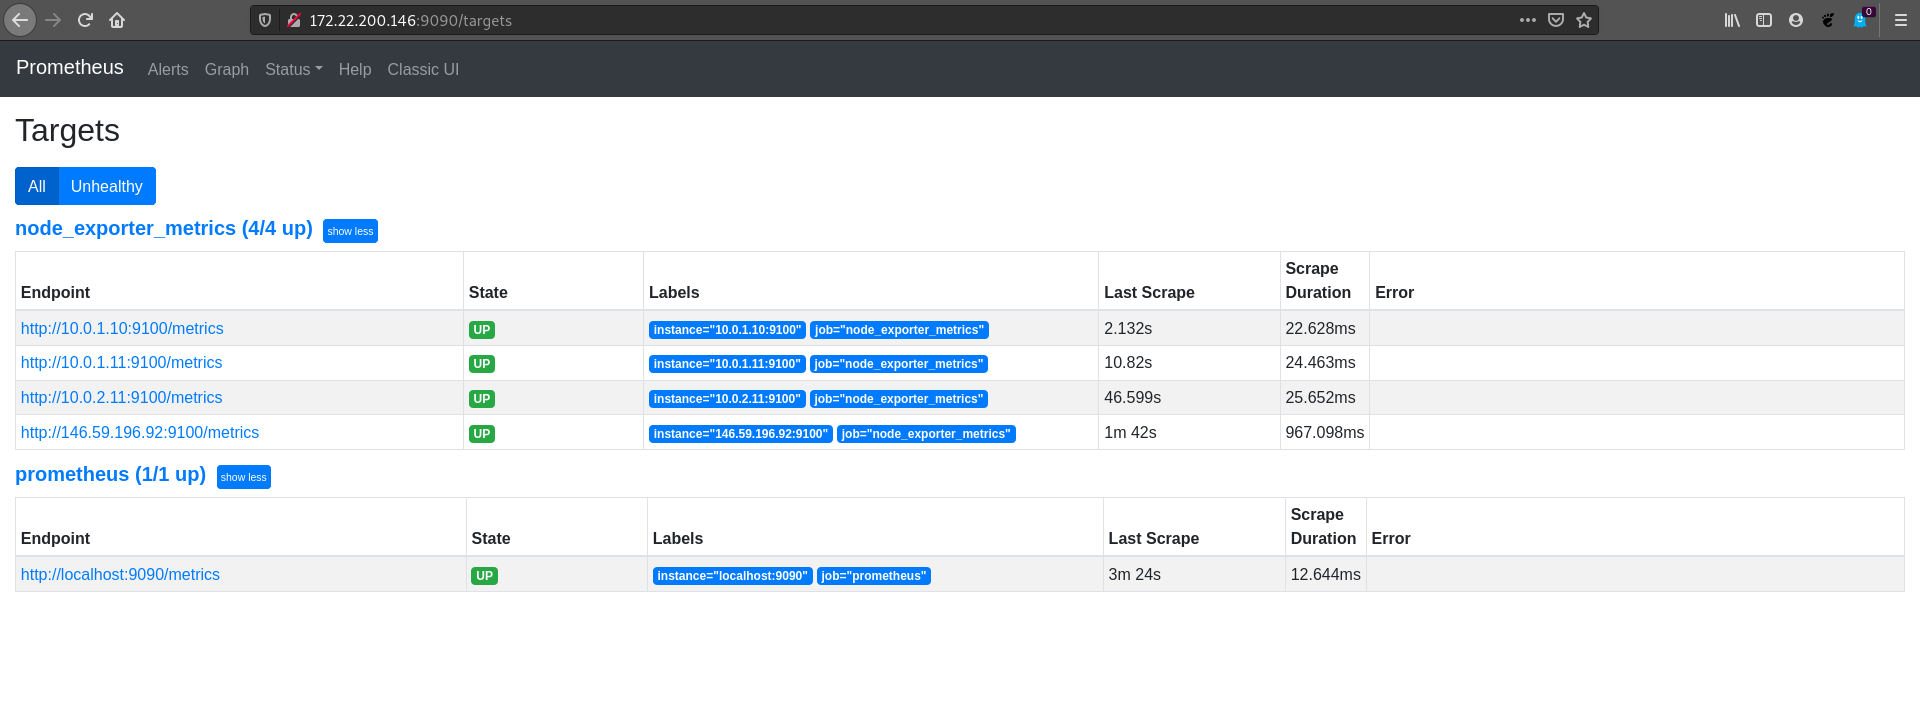 172.22.200.146:9090/targets
0
Prometheus Alerts Graph Status Help Classic UI
Targets
All Unhealthy
node_exporter_metrics (4/4 up) show less
Endpoint State Labels Last Scrape Scrape Duration Error
http://10.0.1.10:9100/metrics UP instance="10.0.1.10:9100" job="node_exporter_metrics" 2.132s 22.628ms
http://10.0.1.11:9100/metrics UP instance="10.0.1.11:9100" job="node_exporter_metrics" 10.82s 24.463ms
http://10.0.2.11:9100/metrics UP instance="10.0.2.11:9100" job="node_exporter_metrics" 46.599s 25.652ms
http://146.59.196.92:9100/metrics UP instance="146.59.196.92:9100" job="node_exporter_metrics" 1m 42s 967.098ms
prometheus (1/1 up) show less
Endpoint State Labels Last Scrape Scrape Duration Error
http://localhost:9090/metrics UP instance="localhost:9090" job="prometheus" 3m 24s 12.644ms